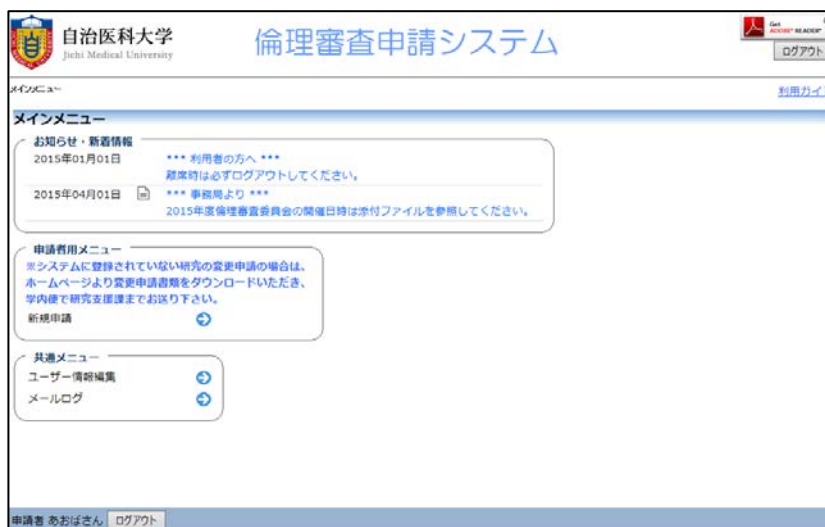 自治医科大学
Jichi Medical University
倫理審査申請システム
Get
ADOBE® READER®
ログアウト
メインメニュー
利用ガイド
メインメニュー
お知らせ・新着情報
2015年01月01日 *** 利用者の方へ ***
離席時は必ずログアウトしてください。
2015年04月01日 *** 事務局より ***
2015年度倫理審査委員会の開催日時は添付ファイルを参照してください。
申請者用メニュー
※システムに登録されていない研究の変更申請の場合は、
ホームページより変更申請書類をダウンロードいただき、
学内便で研究支援課までお送り下さい。
新規申請
共通メニュー
ユーザー情報編集
メールログ
申請者 あおばさん ログアウト